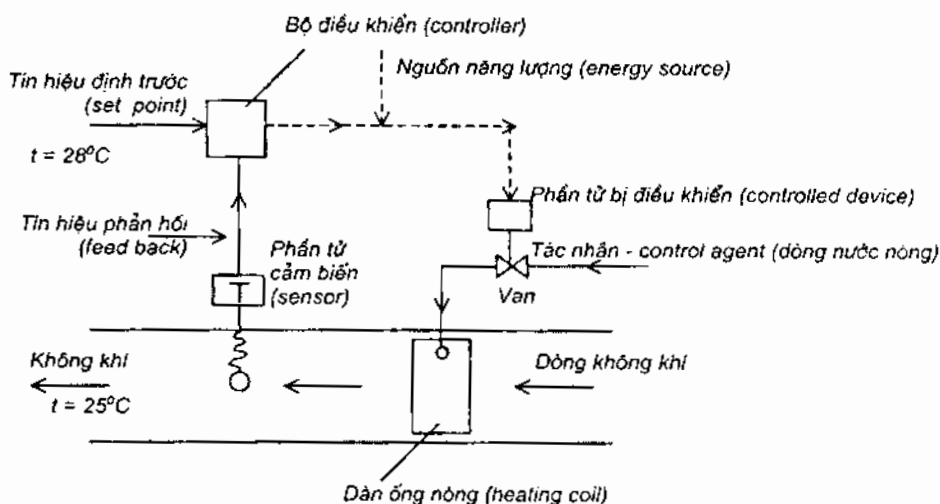 Bộ điều khiển (controller)
Nguồn năng lượng (energy source)
Tín hiệu định trước
(set point)
t = 28°C
Phần tử bị điều khiển (controlled device)
Tín hiệu phản hối
(feed back)
Phần tử
cảm biến
(sensor)
T
Tác nhân - control agent (dòng nước nóng)
Van
Không khí
t = 25°C
Dòng không khí
Dàn ống nóng (heating coil)